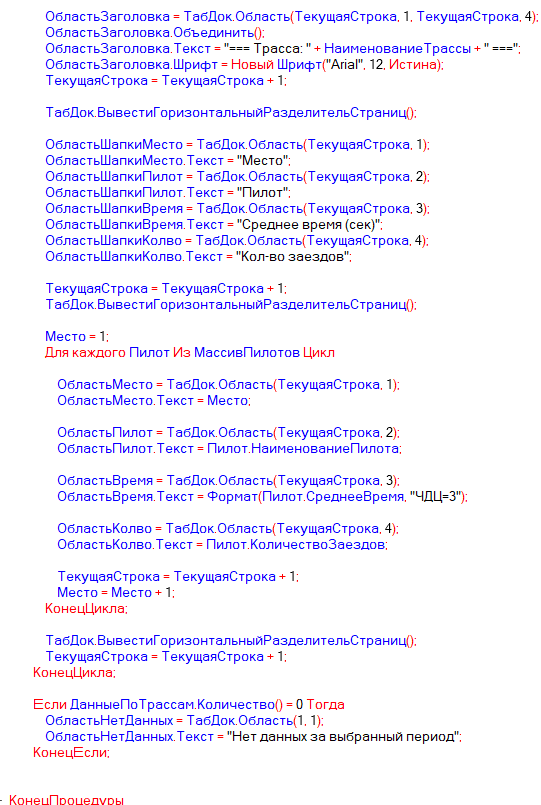 ОбластьЗаголовка = ТабДок.Область(ТекущаяСтрока, 1, ТекущаяСтрока, 4);
ОбластьЗаголовка.Объединить();
ОбластьЗаголовка.Текст = "=== Трасса: " + НаименованиеТрассы + " ===";
ОбластьЗаголовка.Шрифт = Новый Шрифт("Arial", 12, Истина);
ТекущаяСтрока = ТекущаяСтрока + 1;
ТабДок.ВывестиГоризонтальныйРазделительСтраниц();
ОбластьШапкиМесто = ТабДок.Область(ТекущаяСтрока, 1);
ОбластьШапкиМесто.Текст = "Место";
ОбластьШапкиПилот = ТабДок.Область(ТекущаяСтрока, 2);
ОбластьШапкиПилот.Текст = "Пилот";
ОбластьШапкиВремя = ТабДок.Область(ТекущаяСтрока, 3);
ОбластьШапкиВремя.Текст = "Среднее время (сек)";
ОбластьШапкиКолво = ТабДок.Область(ТекущаяСтрока, 4);
ОбластьШапкиКолво.Текст = "Кол-во заездов";
ТекущаяСтрока = ТекущаяСтрока + 1;
ТабДок.ВывестиГоризонтальныйРазделительСтраниц();
Место = 1;
Для каждого Пилот Из МассивПилотов Цикл
ОбластьМесто = ТабДок.Область(ТекущаяСтрока, 1);
ОбластьМесто.Текст = Место;
ОбластьПилот = ТабДок.Область(ТекущаяСтрока, 2);
ОбластьПилот.Текст = Пилот.НаименованиеПилота;
ОбластьВремя = ТабДок.Область(ТекущаяСтрока, 3);
ОбластьВремя.Текст = Формат(Пилот.СреднееВремя, "ЧДЦ=3");
ОбластьКолво = ТабДок.Область(ТекущаяСтрока, 4);
ОбластьКолво.Текст = Пилот.КоличествоЗаездов;
ТекущаяСтрока = ТекущаяСтрока + 1;
Место = Место + 1;
КонецЦикла;
ТабДок.ВывестиГоризонтальныйРазделительСтраниц();
ТекущаяСтрока = ТекущаяСтрока + 1;
КонецЦикла;
Если ДанныеПоТрассам.Количество() = 0 Тогда
ОбластьНетДанных = ТабДок.Область(1, 1);
ОбластьНетДанных.Текст = "Нет данных за выбранный период";
КонецЕсли;
КонецПроцедуры